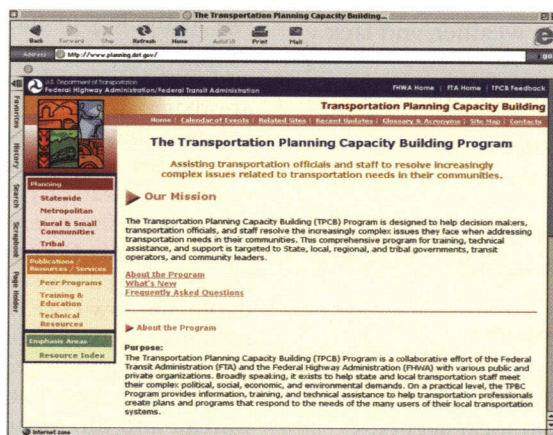 The Transportation Planning Capacity Building...
Back Forward Stop Refresh Home AutoFill Print Mail
Address http://www.planning.dot.gov/ go
U.S. Department of Transportation
Federal Highway Administration/Federal Transit Administration
FHWA Home | FTA Home | TPCB Feedback
Transportation Planning Capacity Building
Home | Calendar of Events | Related Sites | Recent Updates | Glossary & Acronyms | Site Map | Contacts
Favorites
History
Search
Scrapbook
Page Holder
Planning
Statewide
Metropolitan
Rural & Small
Communities
Tribal
Publications /
Resources / Services
Peer Programs
Training &
Education
Technical
Resources
Emphasis Areas
Resource Index
The Transportation Planning Capacity Building Program
Assisting transportation officials and staff to resolve increasingly
complex issues related to transportation needs in their communities.
Our Mission
The Transportation Planning Capacity Building (TPCB) Program is designed to help decision makers,
transportation officials, and staff resolve the increasingly complex issues they face when addressing
transportation needs in their communities. This comprehensive program for training, technical
assistance, and support is targeted to State, local, regional, and tribal governments, transit
operators, and community leaders.
About the Program
What's New
Frequently Asked Questions
About the Program
Purpose:
The Transportation Planning Capacity Building (TPCB) Program is a collaborative effort of the Federal
Transit Administration (FTA) and the Federal Highway Administration (FHWA) with various public and
private organizations. Broadly speaking, it exists to help state and local transportation staff meet
their complex political, social, economic, and environmental demands. On a practical level, the TPBC
Program provides information, training, and technical assistance to help transportation professionals
create plans and programs that respond to the needs of the many users of their local transportation
systems.
Internet zone